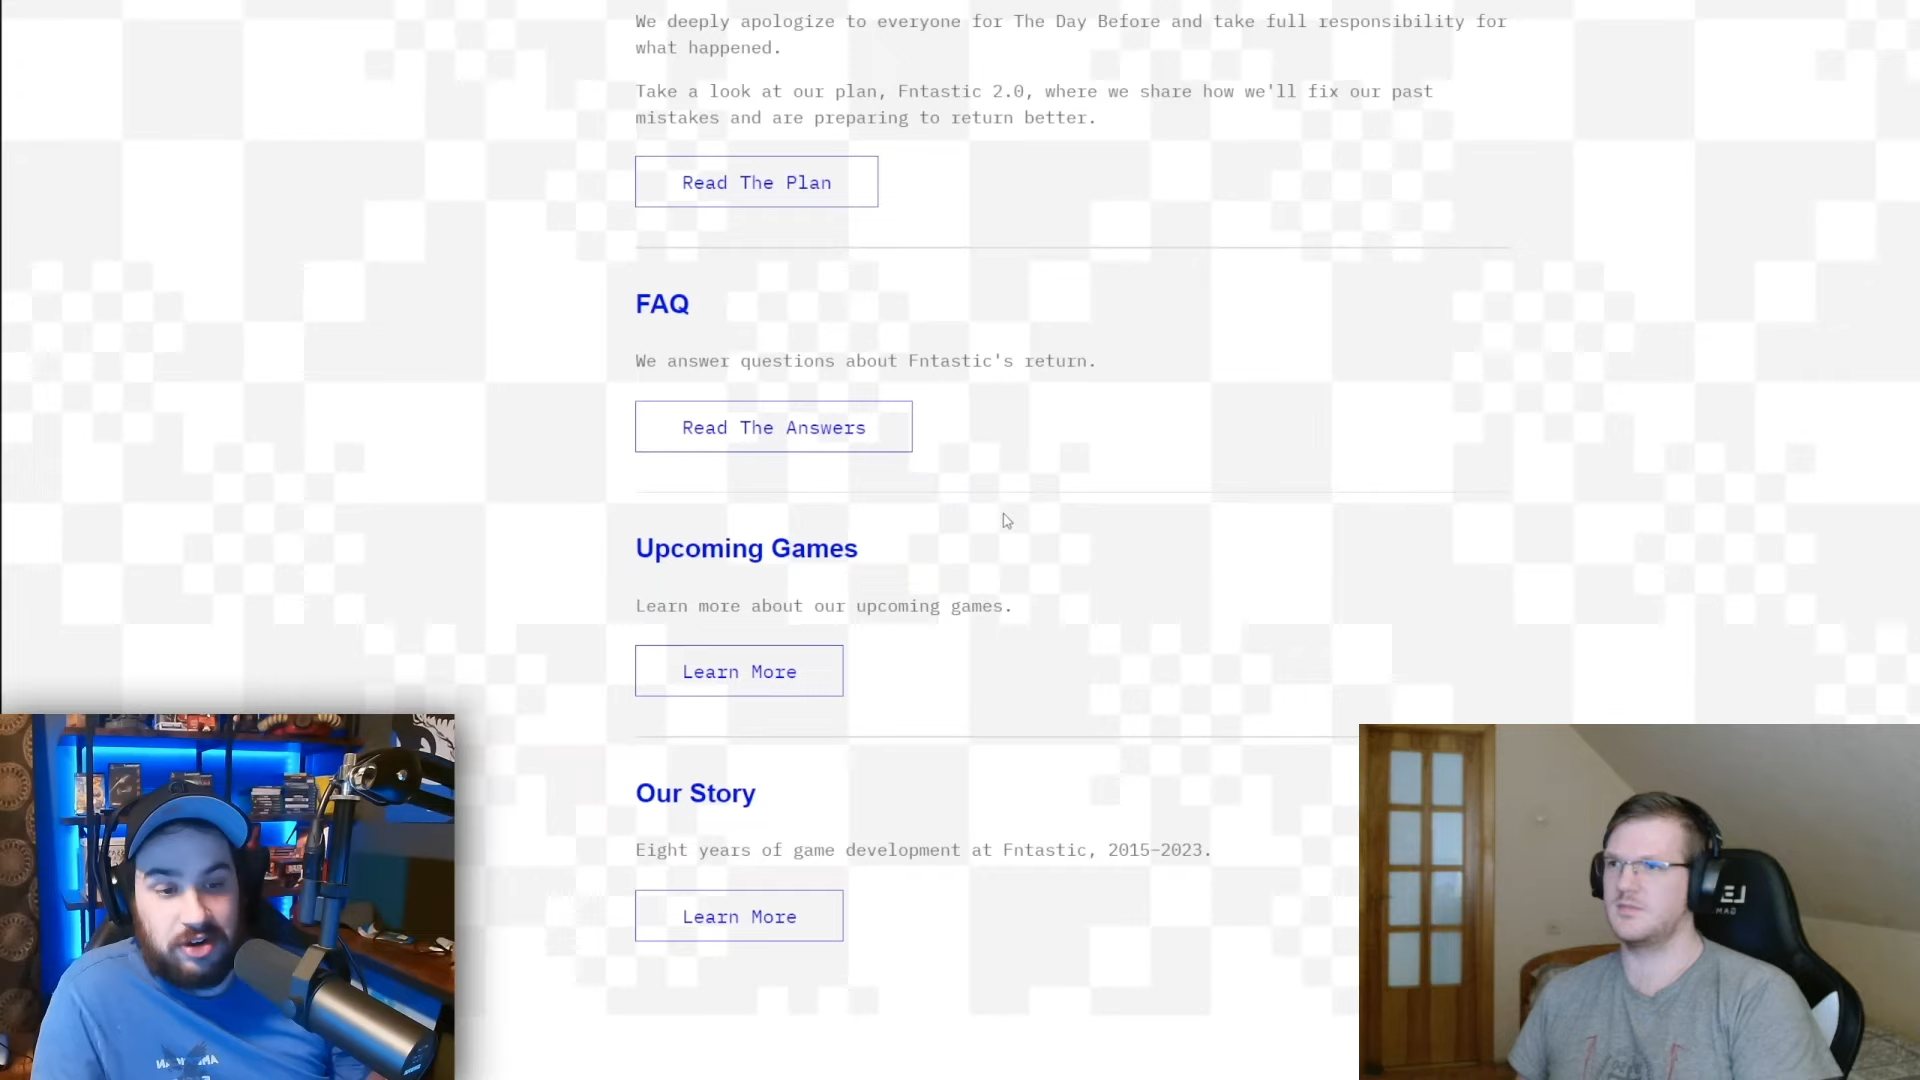 We deeply apologize to everyone for The Day Before and take full responsibility for
what happened.
Take a look at our plan, Fntastic 2.0, where we share how we'll fix our past
mistakes and are preparing to return better.
Read The Plan
FAQ
We answer questions about Fntastic's return.
Read The Answers
Upcoming Games
Learn more about our upcoming games.
Learn More
Our Story
Eight years of game development at Fntastic, 2015–2023.
Learn More